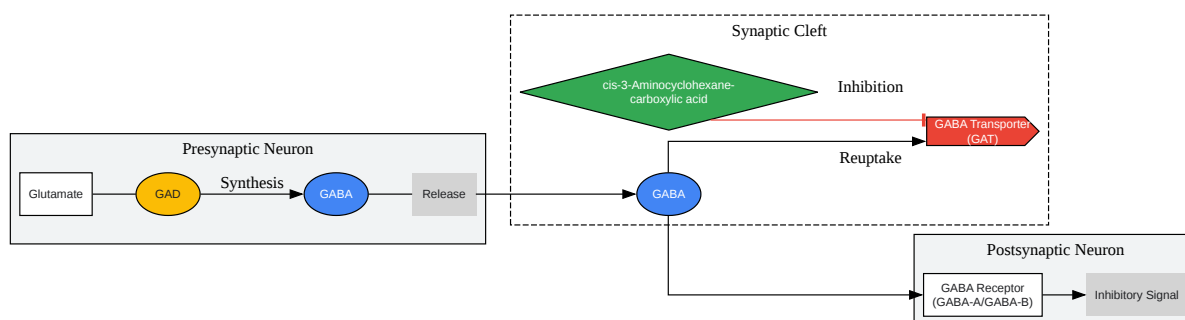 Synaptic Cleft
cis-3-Aminocyclohexane-
carboxylic acid
Inhibition
GABA Transporter
(GAT)
Reuptake
Presynaptic Neuron
Glutamate
GAD
Synthesis
GABA
Release
GABA
Postsynaptic Neuron
GABA Receptor
(GABA-A/GABA-B)
Inhibitory Signal